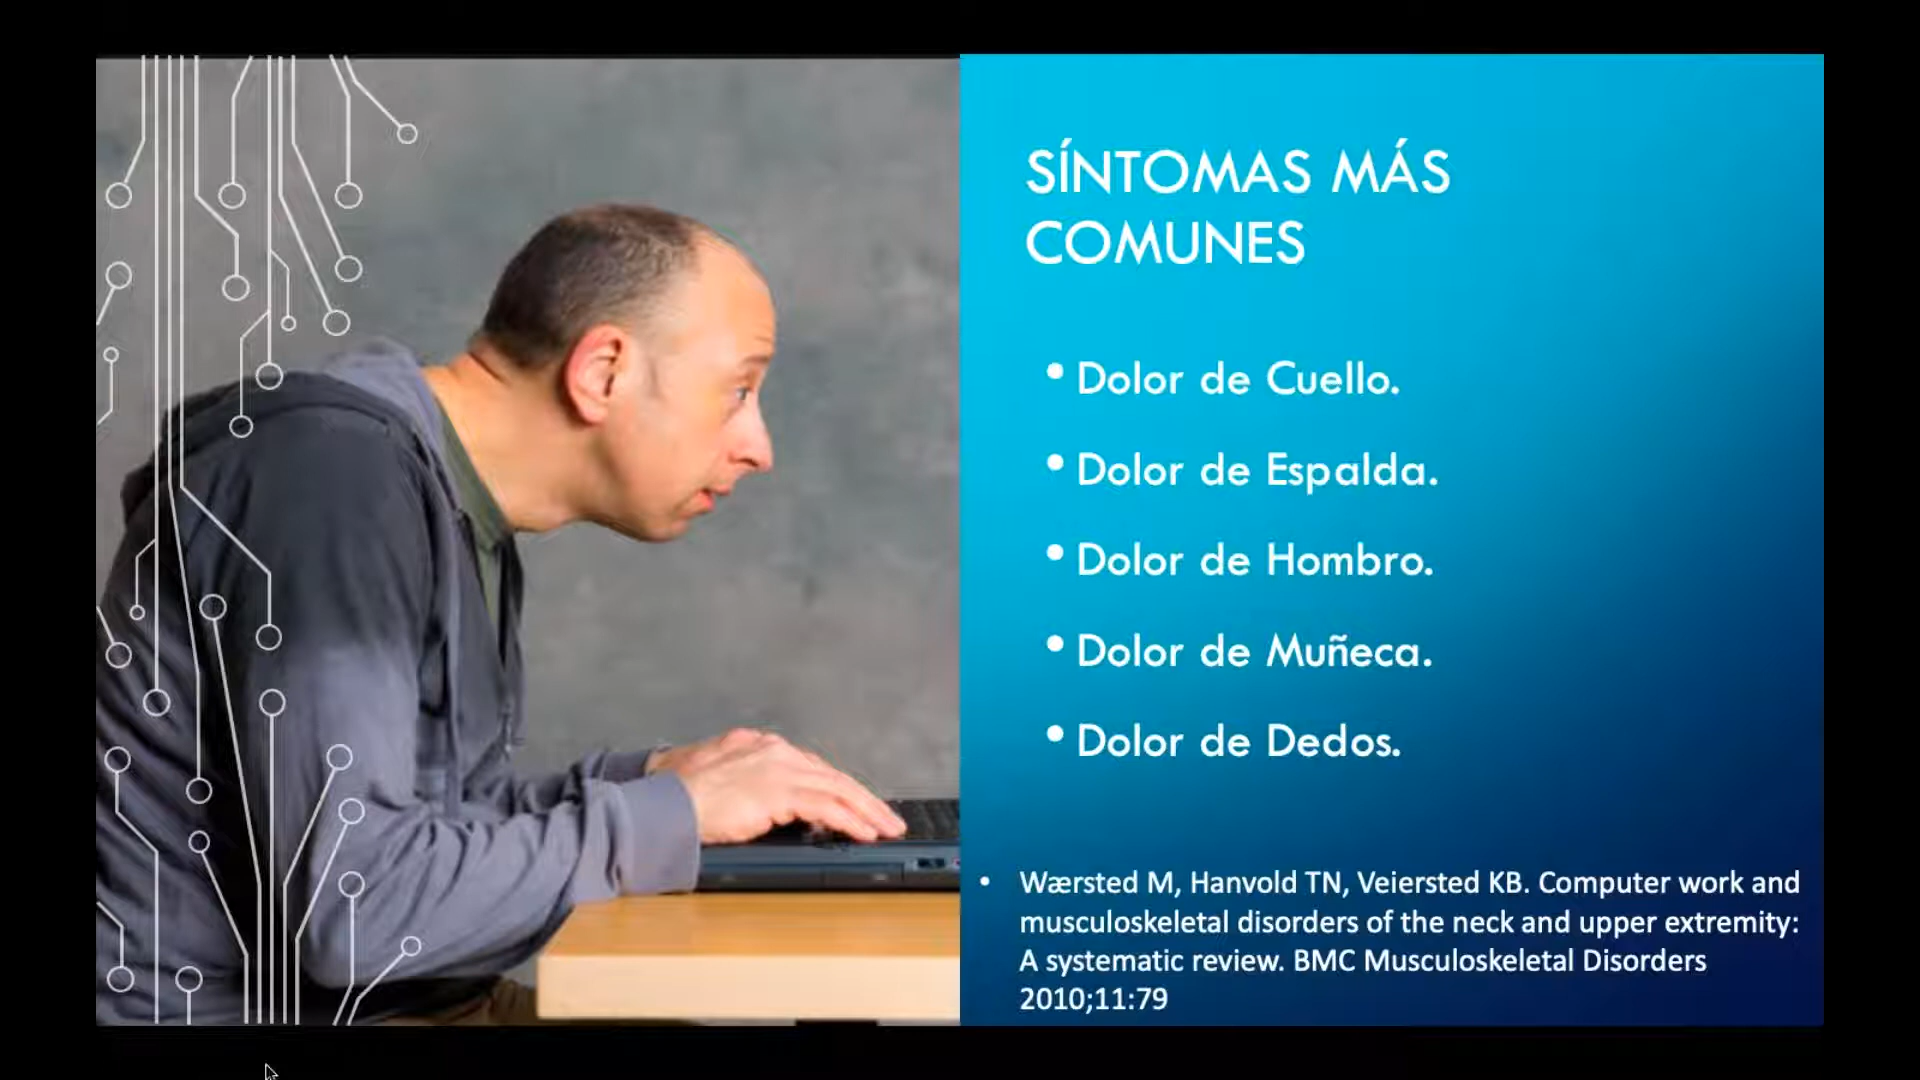 SÍNTOMAS MÁS
COMUNES
• Dolor de Cuello.
• Dolor de Espalda.
• Dolor de Hombro.
• Dolor de Muñeca.
• Dolor de Dedos.
• Wærsted M, Hanvold TN, Veiersted KB. Computer work and
musculoskeletal disorders of the neck and upper extremity:
A systematic review. BMC Musculoskeletal Disorders
2010;11:79